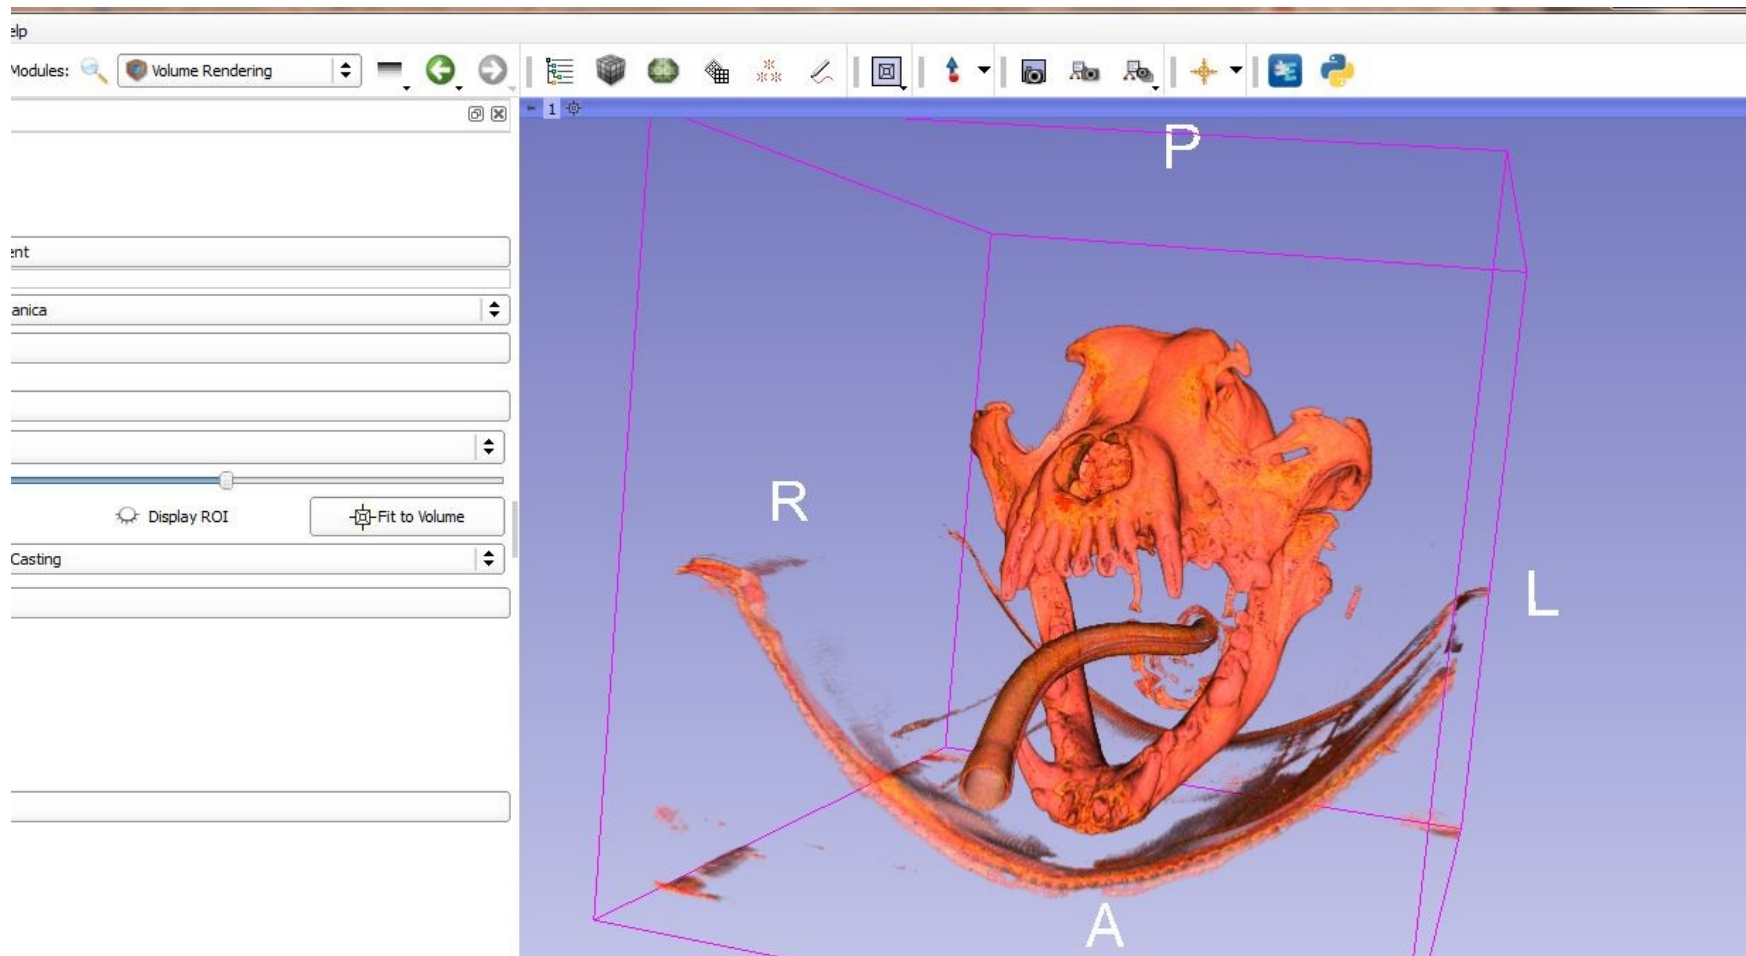 elp
Modules:
Volume Rendering
1
P
ent
anica
R
Display ROI
Fit to Volume
Casting
L
A